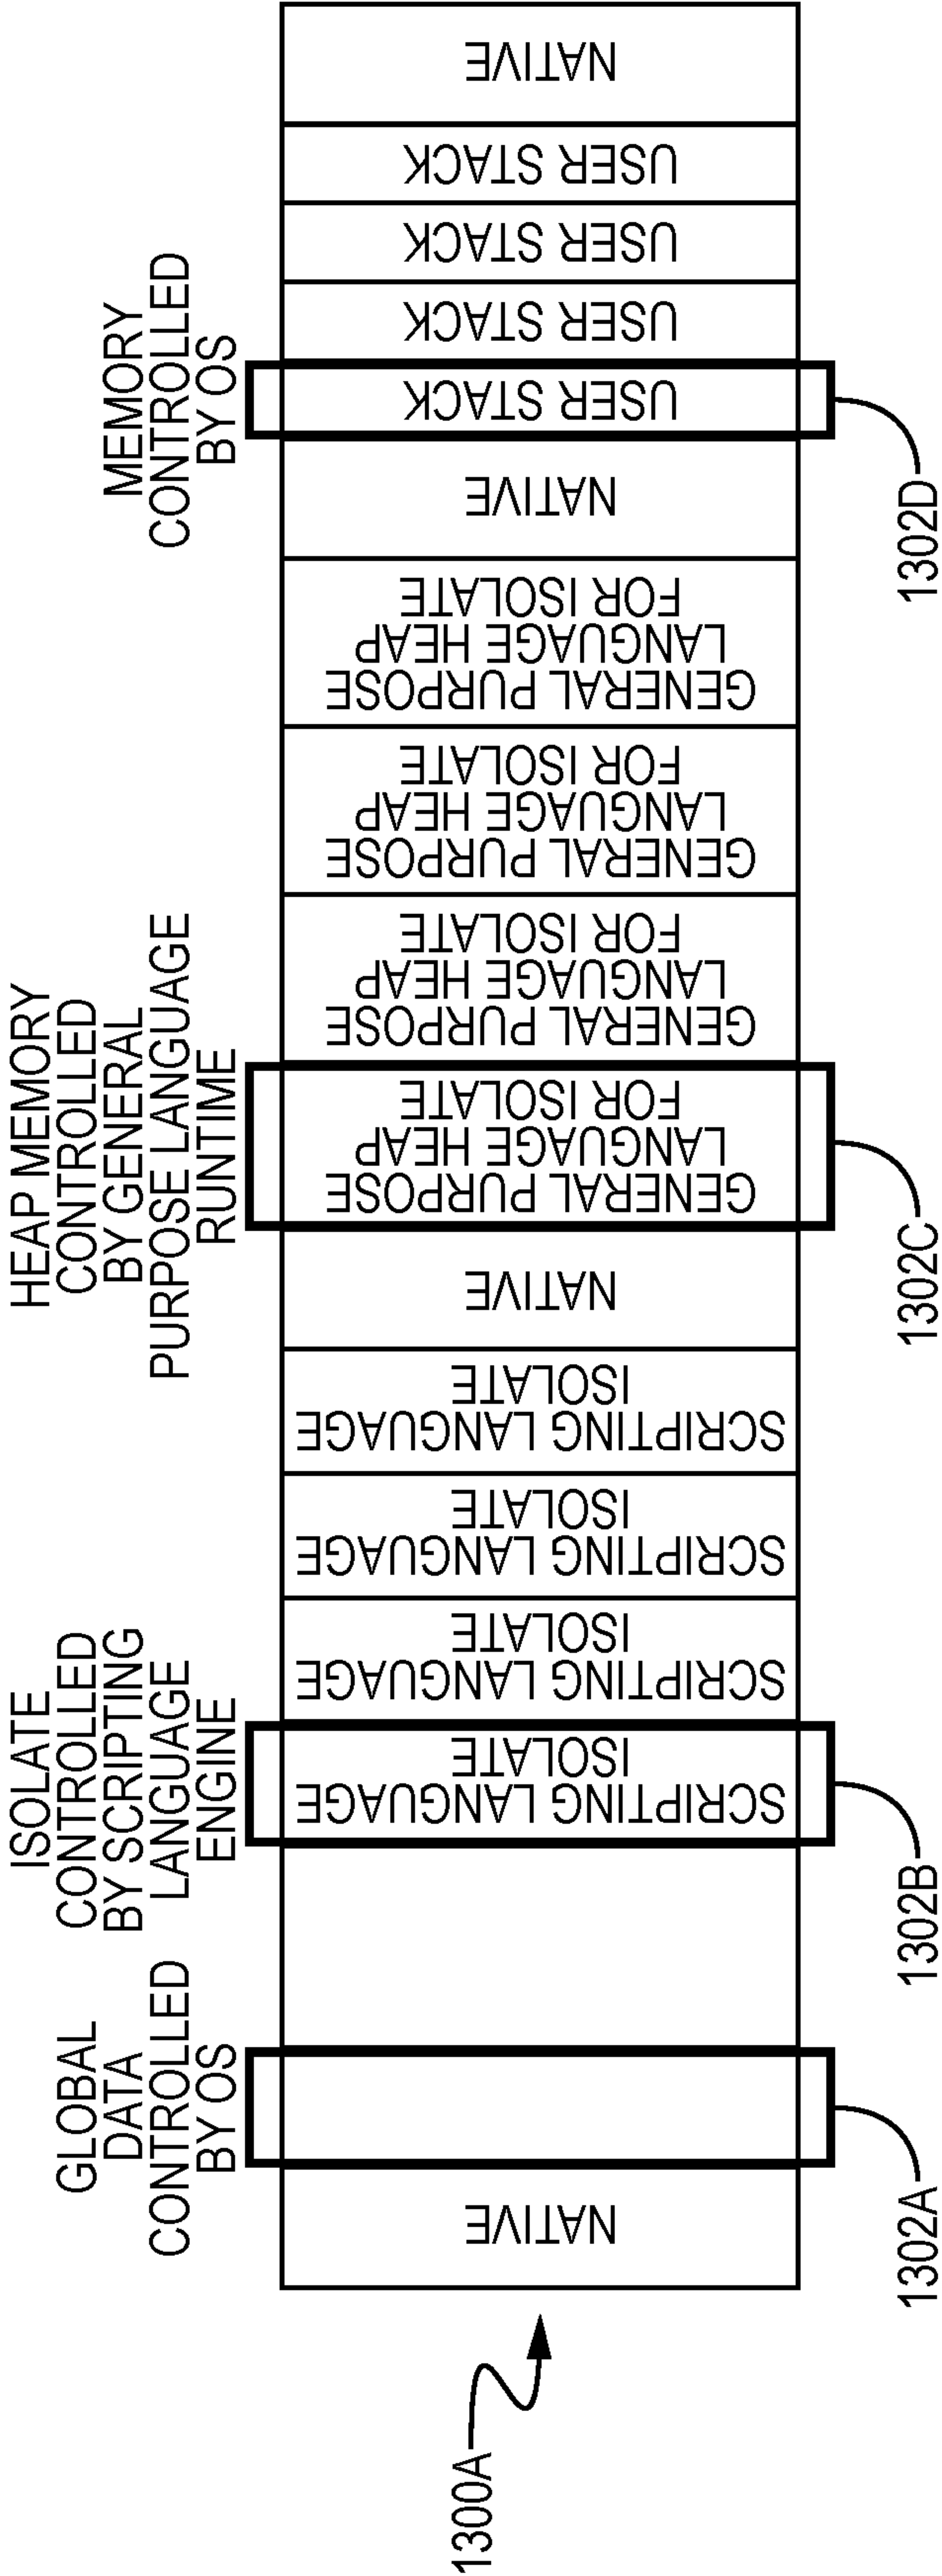 GLOBAL
DATA
CONTROLLED
BY OS
ISOLATE
CONTROLLED
BY SCRIPTING
LANGUAGE
ENGINE
HEAP MEMORY
CONTROLLED
BY GENERAL
PURPOSE LANGUAGE
RUNTIME
MEMORY
CONTROLLED
BY OS
1300A
NATIVE
SCRIPTING LANGUAGE
ISOLATE
SCRIPTING LANGUAGE
ISOLATE
SCRIPTING LANGUAGE
ISOLATE
SCRIPTING LANGUAGE
ISOLATE
NATIVE
GENERAL PURPOSE
LANGUAGE HEAP
FOR ISOLATE
GENERAL PURPOSE
LANGUAGE HEAP
FOR ISOLATE
GENERAL PURPOSE
LANGUAGE HEAP
FOR ISOLATE
GENERAL PURPOSE
LANGUAGE HEAP
FOR ISOLATE
NATIVE
USER STACK
USER STACK
USER STACK
USER STACK
NATIVE
1302A
1302B
1302C
1302D